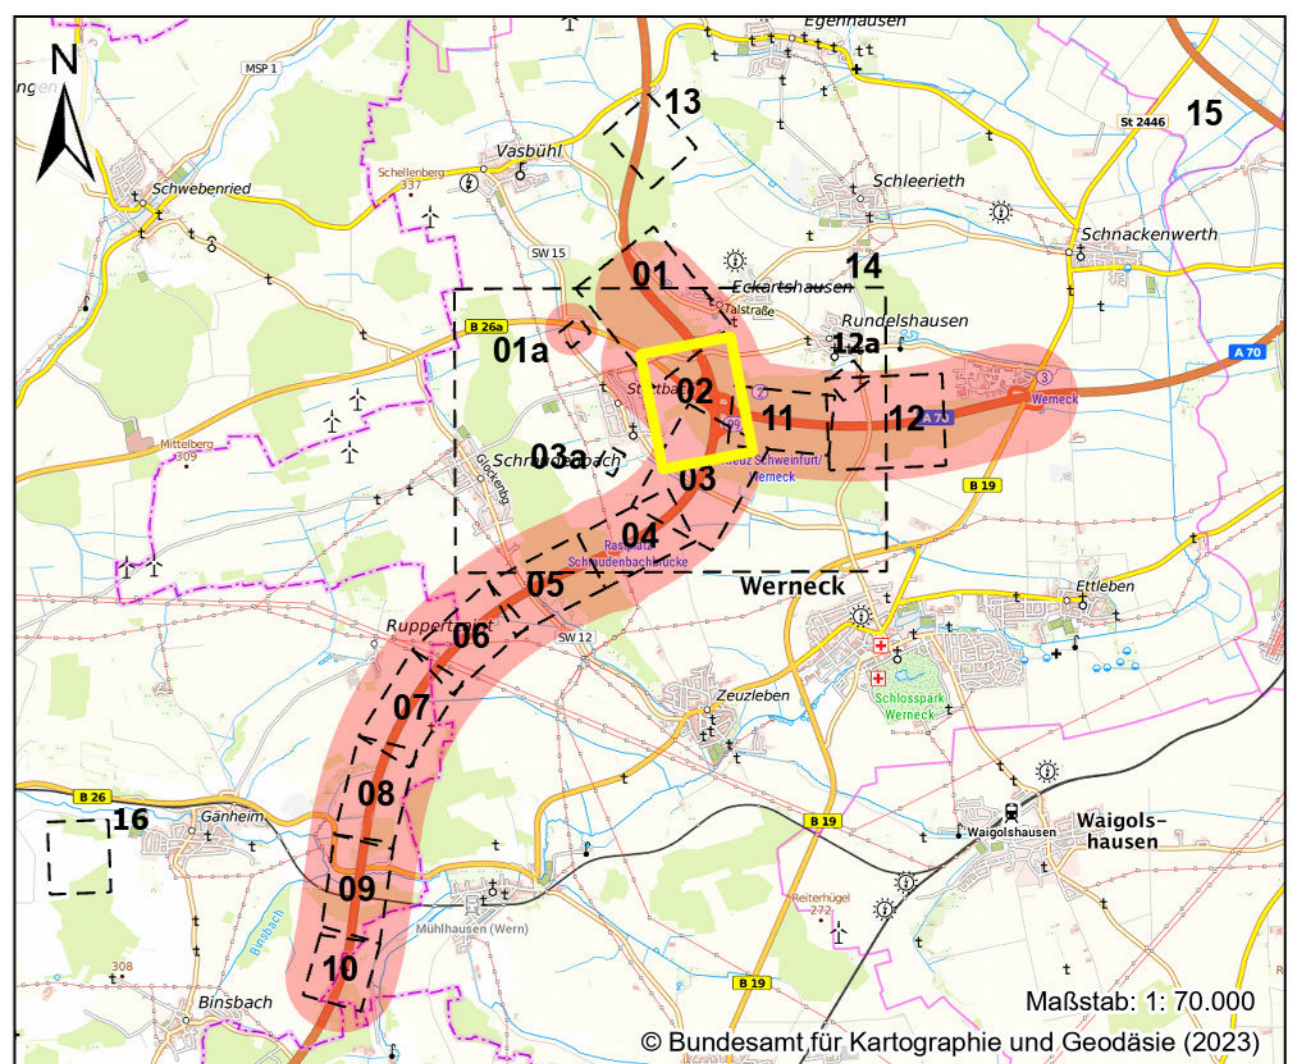 Egenhausen
N
MSP 1
13
15
St 2446
Vasbühl
Schellenberg
337
Schleerieth
Schwebenried
Schnackenwerth
SW 15
01
14
Eckartshausen
Talstraße
Rundelshausen
B 26a
01a
12a
A 70
02
2
3
Werneck
11
12
A 70
99
Mittelberg
309
03a
Schraudenbach
Kreuz Schweinfurt/
Werneck
03
Glockenbg.
B 19
04
Rastplatz
Schraudenbachbrücke
05
Werneck
Ettleben
06
SW 12
Schlosspark
Werneck
Zeuzleben
07
08
B 26
16
Gänheim
B 19
Waigolshausen
Waigols-
hausen
09
Reiterhügel
272
Mühlhausen (Wern)
Binsbach
10
308
B 19
Binsbach
Maßstab: 1: 70.000
© Bundesamt für Kartographie und Geodäsie (2023)